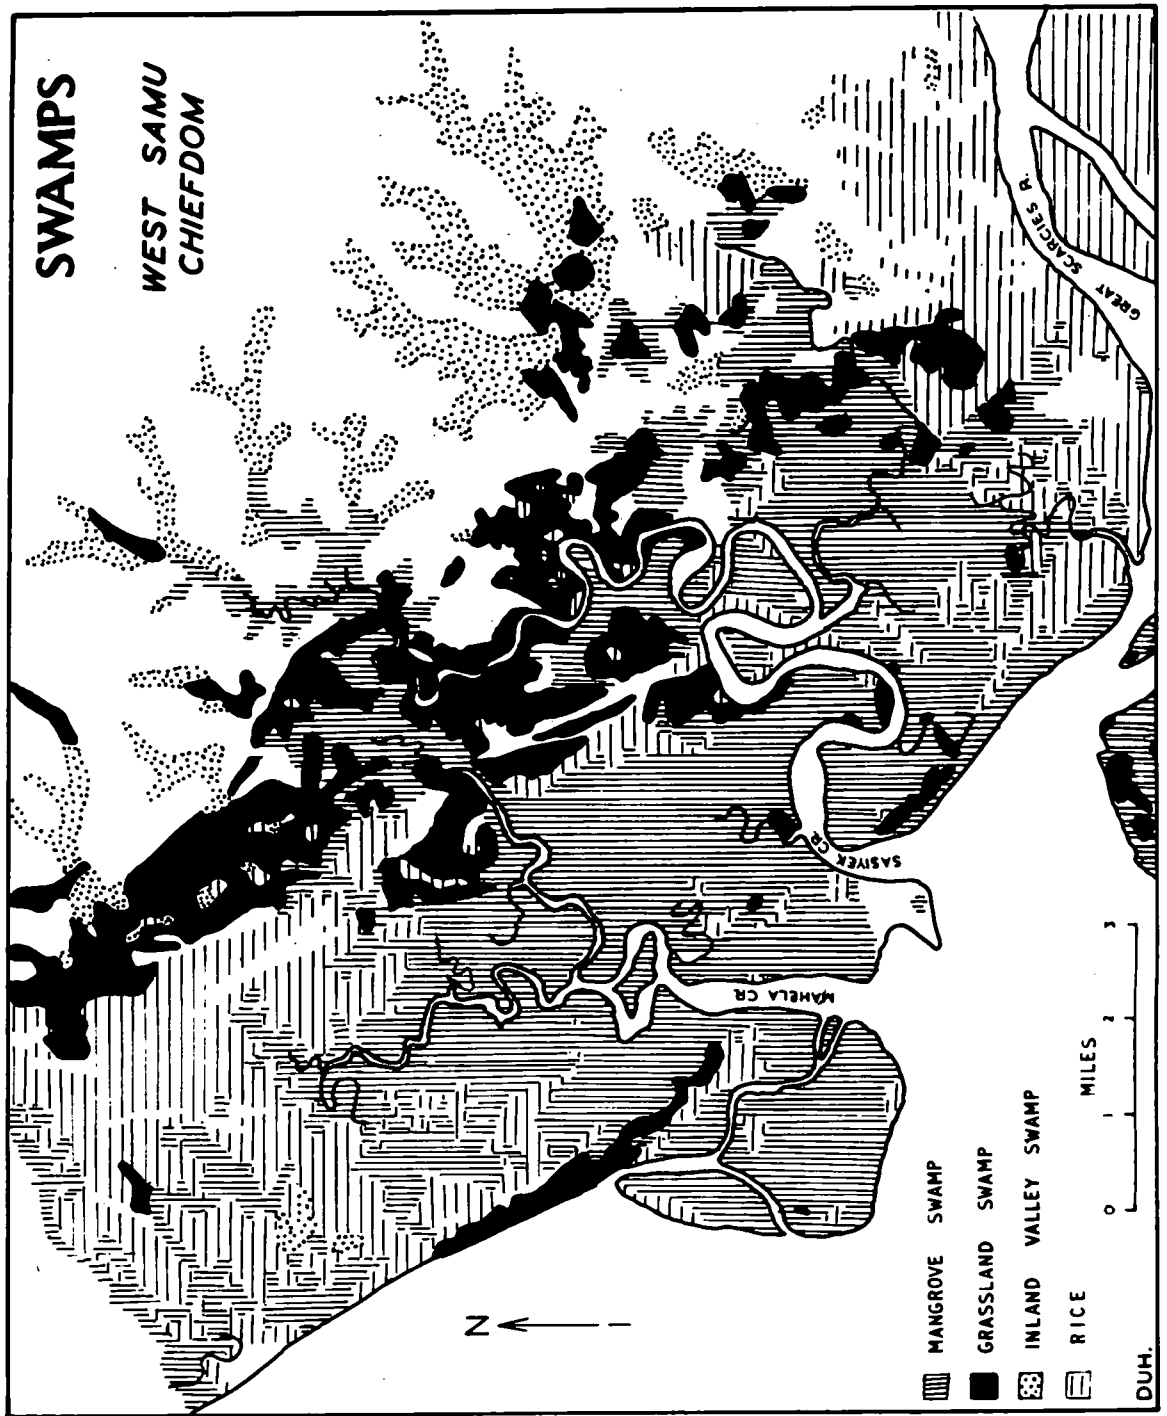 SWAMPS
WEST SAMU
CHIEFDOM
GREAT SCARCIES R.
SASIYEK CR.
MAHELA CR.
N
MANGROVE SWAMP
GRASSLAND SWAMP
INLAND VALLEY SWAMP
RICE
0 1 2 3
MILES
DUH.